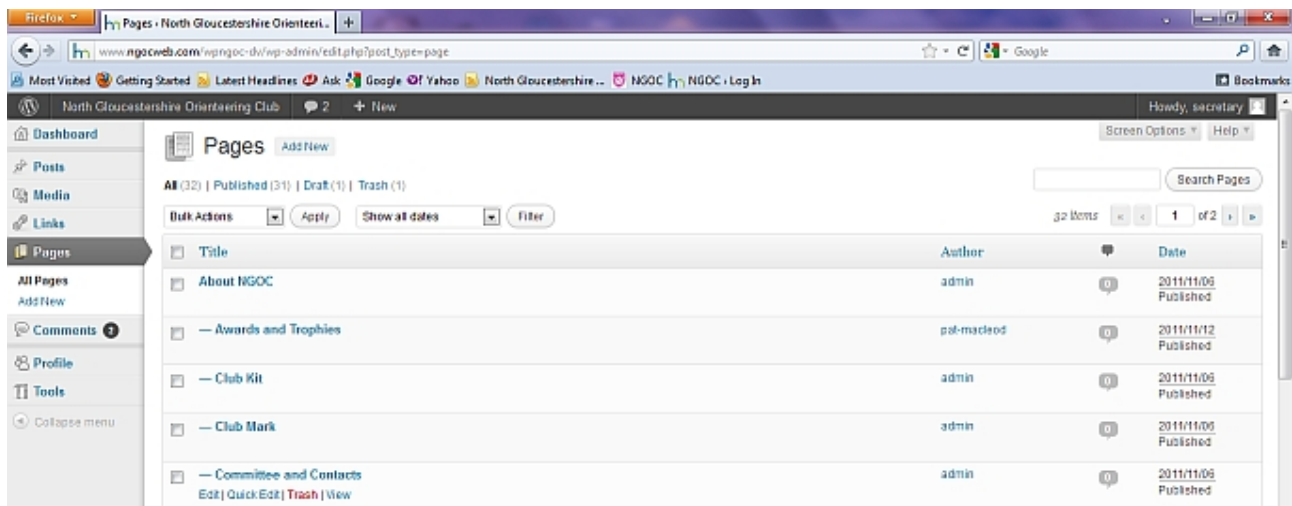 Firefox
Pages ‹ North Gloucestershire Orienteeri...
www.ngocweb.com/wpngoc-dv/wp-admin/edit.php?post_type=page
Google
Most Visited Getting Started Latest Headlines Ask Google Yahoo North Gloucestershire ... NGOC NGOC › Log In Bookmarks
North Gloucestershire Orienteering Club 2 + New Howdy, secretary
Screen Options Help
Dashboard
Posts
Media
Links
Pages
All Pages
Add New
Comments 2
Profile
Tools
Collapse menu
Pages Add New
All (32) | Published (31) | Draft (1) | Trash (1)
Search Pages
Bulk Actions Apply Show all dates Filter 32 items « ‹ 1 of 2 › »
Title Author Date
About NGOC admin 0 2011/11/06
Published
— Awards and Trophies pat-macleod 0 2011/11/12
Published
— Club Kit admin 0 2011/11/06
Published
— Club Mark admin 0 2011/11/06
Published
— Committee and Contacts admin 0 2011/11/06
Edit | Quick Edit | Trash | View Published